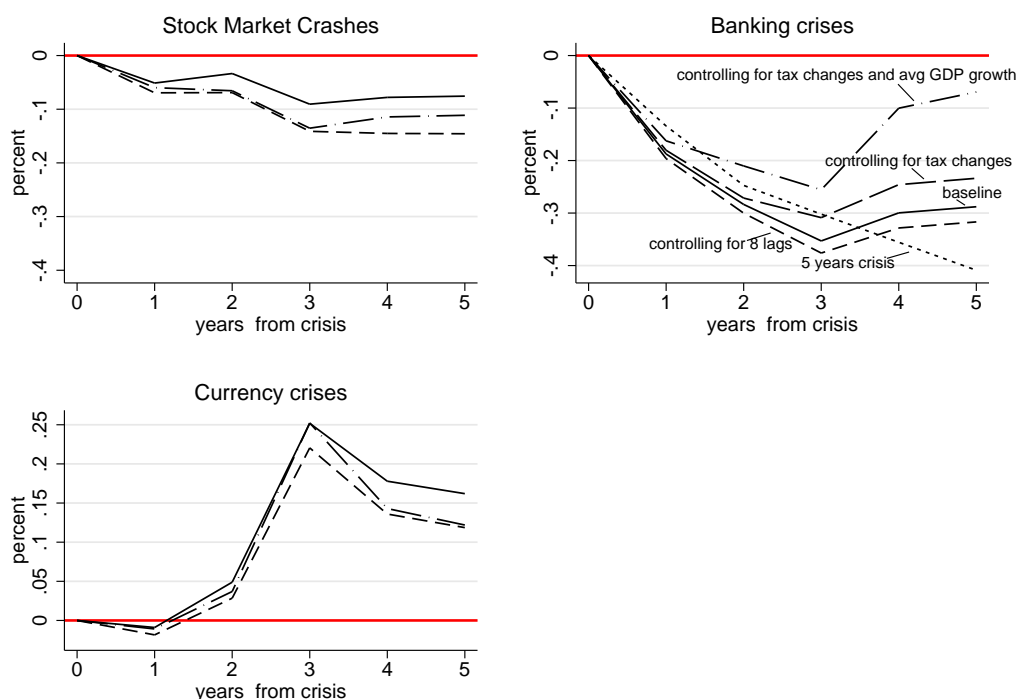 Stock Market Crashes
percent
0
-.1
-.2
-.3
-.4
0 1 2 3 4 5
years from crisis
Banking crises
percent
0
-.1
-.2
-.3
-.4
controlling for tax changes and avg GDP growth
controlling for tax changes
baseline
controlling for 8 lags
5 years crisis
0 1 2 3 4 5
years from crisis
Currency crises
percent
.25
.2
.15
.1
.05
0
0 1 2 3 4 5
years from crisis